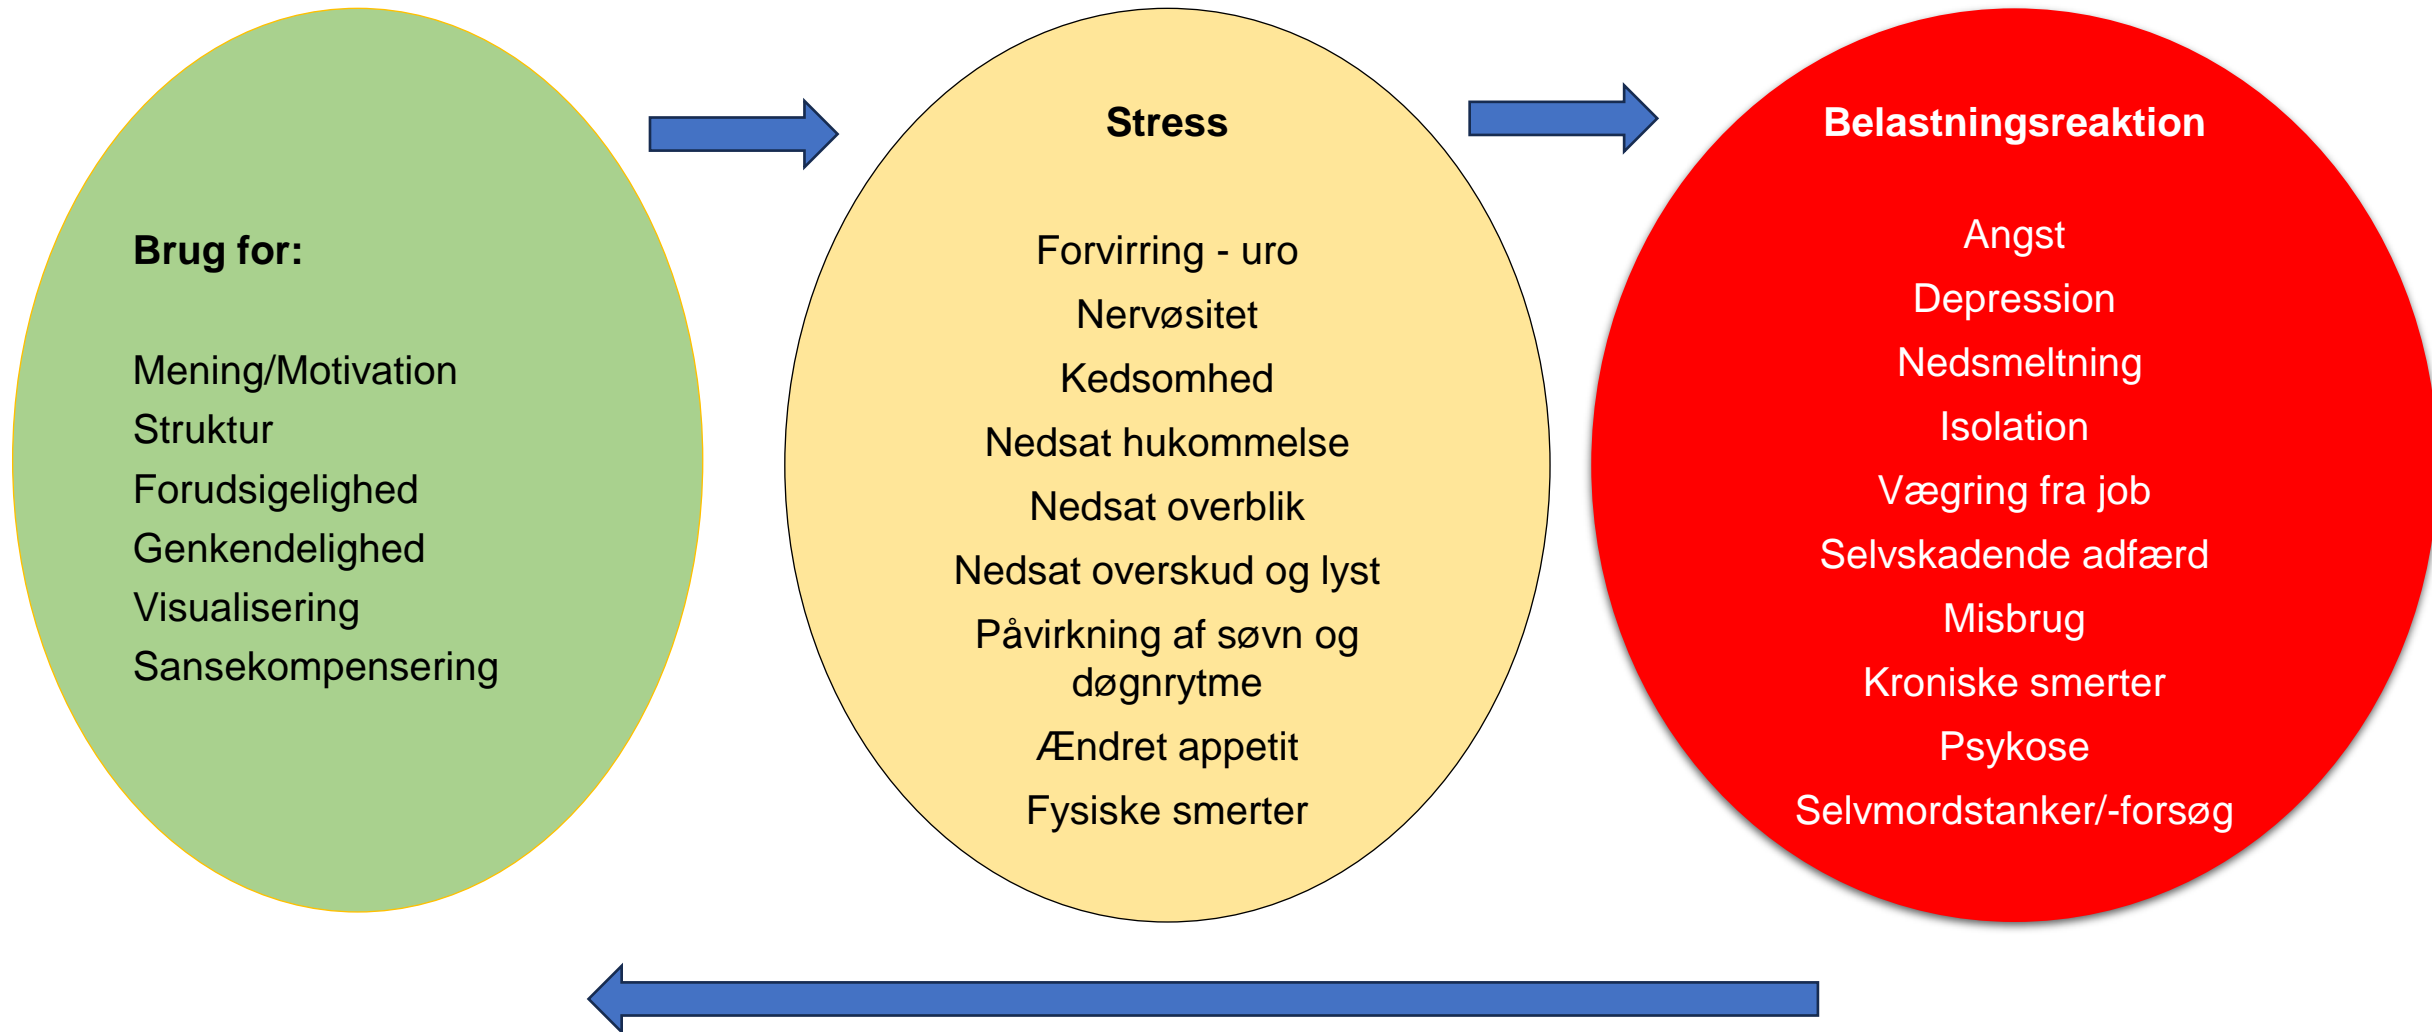 Brug for:
Mening/Motivation
Struktur
Forudsigelighed
Genkendelighed
Visualisering
Sansekompensering
Stress
Forvirring - uro
Nervøsitet
Kedsomhed
Nedsat hukommelse
Nedsat overblik
Nedsat overskud og lyst
Påvirkning af søvn og
døgnrytme
Ændret appetit
Fysiske smerter
Belastningsreaktion
Angst
Depression
Nedsmeltning
Isolation
Vægring fra job
Selvskadende adfærd
Misbrug
Kroniske smerter
Psykose
Selvmordstanker/-forsøg